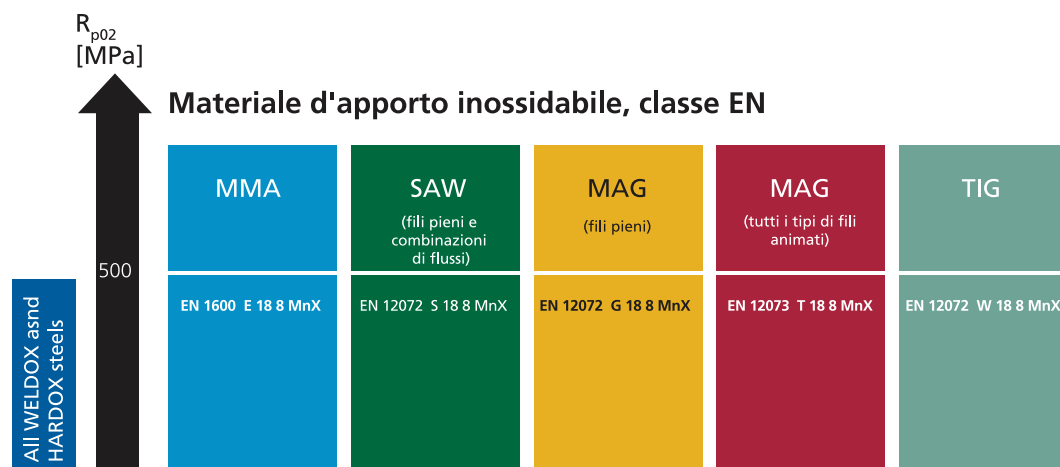 Rp02
[MPa]
Materiale d'apporto inossidabile, classe EN
MMA
SAW
(fili pieni e
combinazioni
di flussi)
MAG
(fili pieni)
MAG
(tutti i tipi di fili
animati)
TIG
500
EN 1600 E 18 8 MnX
EN 12072 S 18 8 MnX
EN 12072 G 18 8 MnX
EN 12073 T 18 8 MnX
EN 12072 W 18 8 MnX
All WELDOX asnd
HARDOX steels